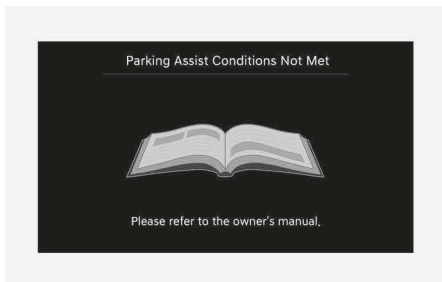 Parking Assist Conditions Not Met
Please refer to the owner's manual.